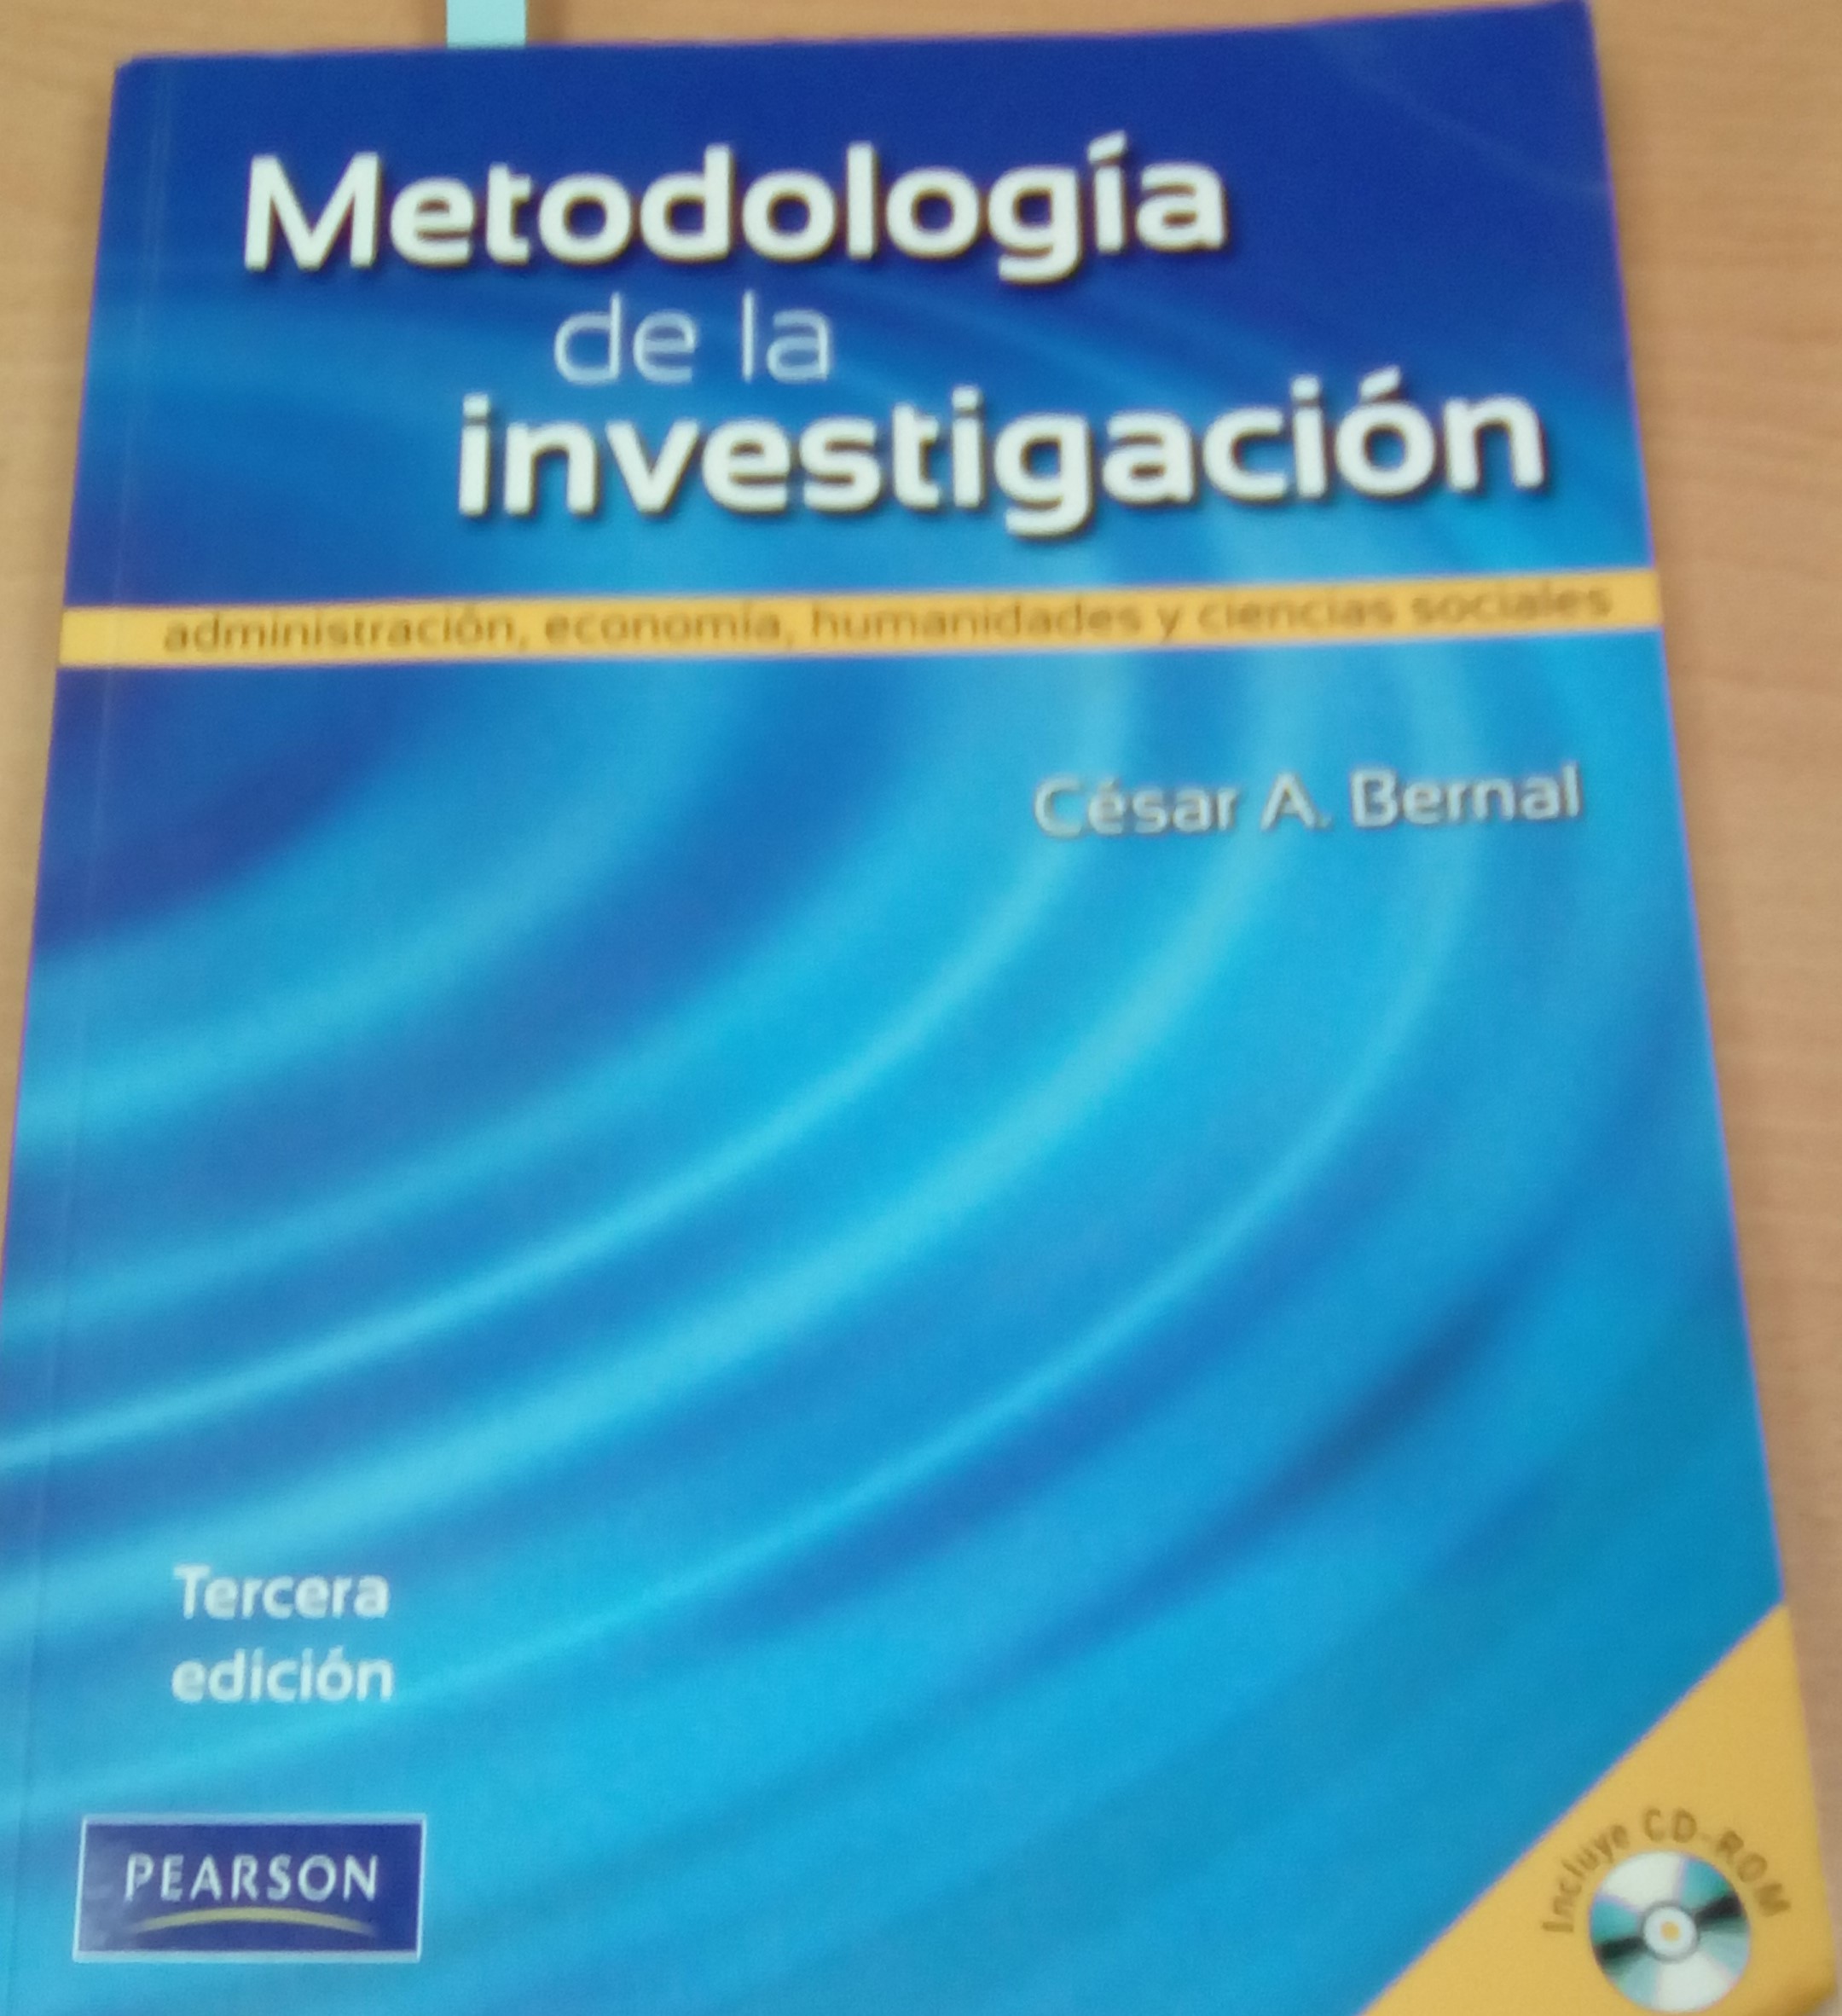 Metodología
de la
investigación
administración, economía, humanidades y ciencias sociales
César A. Bernal
Tercera
edición
PEARSON
Incluye CD-ROM